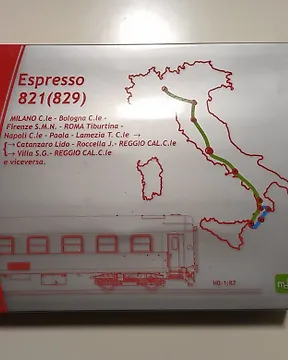 Espresso
821(829)
MILANO C.le - Bologna C.le -
Firenze S.M.N. - ROMA Tiburtina -
Napoli C.le - Paola - Lamezia T. C.le →
{→ Catanzaro Lido - Roccella J.- REGGIO CAL.C.le
{→ Villa S.G.- REGGIO CAL.C.le
e viceversa.
H0-1:87